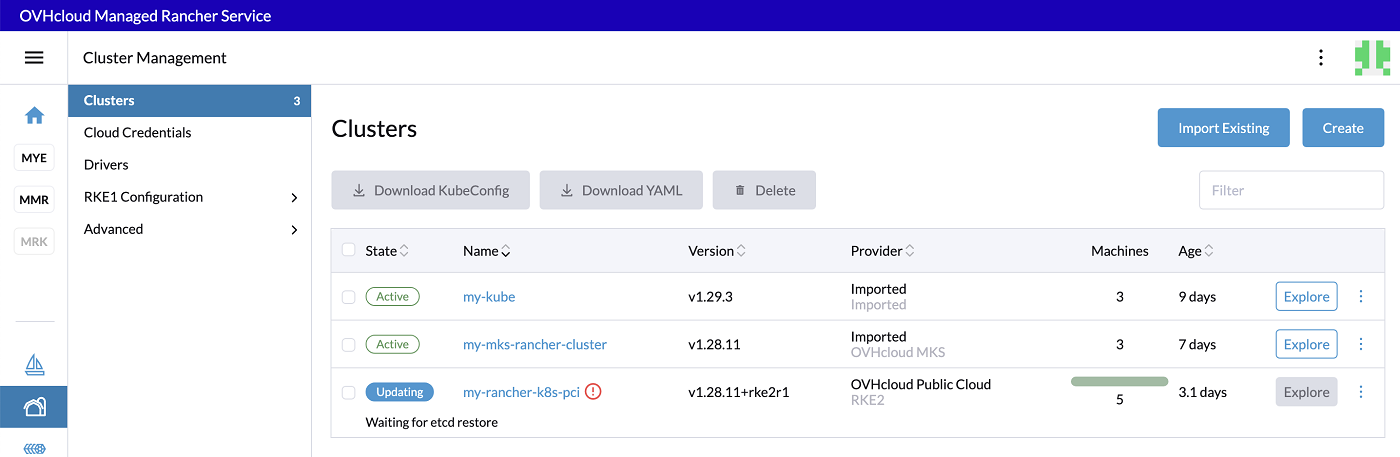 OVHcloud Managed Rancher Service
Cluster Management
Clusters 3
Cloud Credentials
Drivers
RKE1 Configuration
Advanced
MYE
MMR
MRK
Clusters
Import Existing
Create
Download KubeConfig
Download YAML
Delete
Filter
State Name Version Provider Machines Age
Active my-kube v1.29.3 Imported 3 9 days Explore
Imported
Active my-mks-rancher-cluster v1.28.11 Imported 3 7 days Explore
OVHcloud MKS
Updating my-rancher-k8s-pci v1.28.11+rke2r1 OVHcloud Public Cloud 5 3.1 days Explore
RKE2
Waiting for etcd restore